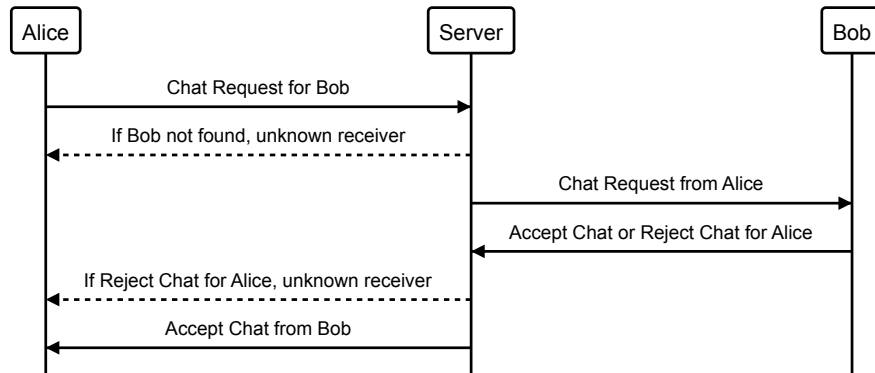 Alice
Server
Bob
Chat Request for Bob
If Bob not found, unknown receiver
Chat Request from Alice
Accept Chat or Reject Chat for Alice
If Reject Chat for Alice, unknown receiver
Accept Chat from Bob